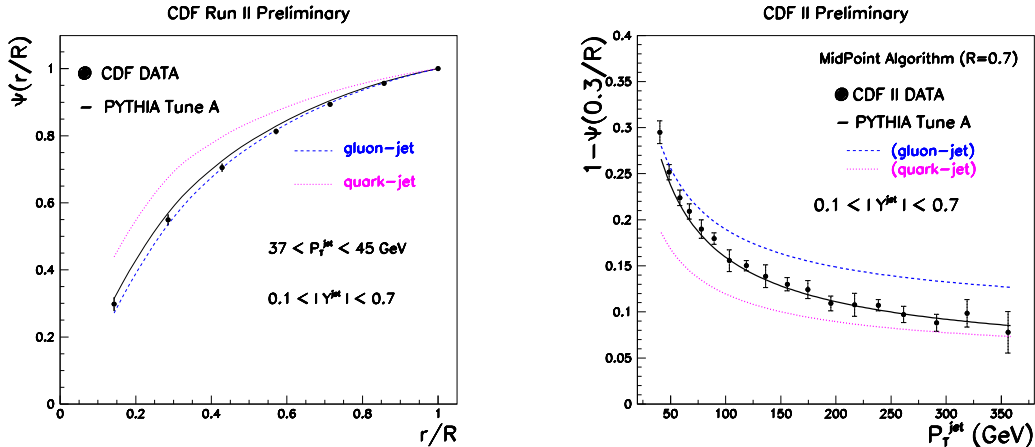 CDF Run II Preliminary
ψ(r/R)
1
0.8
0.6
0.4
0.2
0
0
0.2
0.4
0.6
0.8
1
r/R
CDF DATA
PYTHIA Tune A
gluon-jet
quark-jet
37 < P_T^jet < 45 GeV
0.1 < | Y^jet | < 0.7
CDF II Preliminary
1-Ψ(0.3/R)
0.4
0.35
0.3
0.25
0.2
0.15
0.1
0.05
0
50
100
150
200
250
300
350
P_T^jet (GeV)
MidPoint Algorithm (R=0.7)
CDF II DATA
PYTHIA Tune A
(gluon-jet)
(quark-jet)
0.1 < | Y^jet | < 0.7